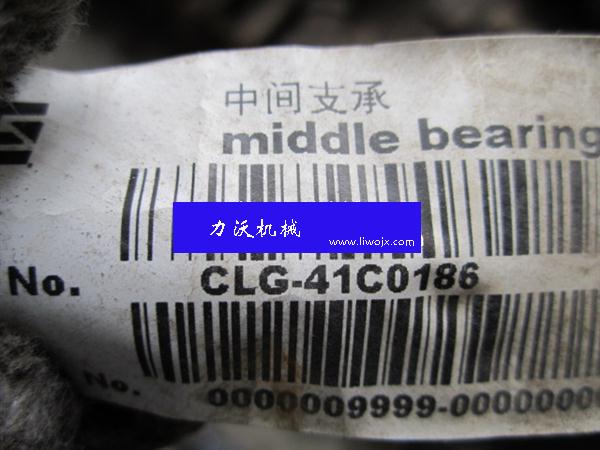 中间支承
middle bearing
力沃机械
www.liwojx.com
No. CLG-41C0186
No. 0000009999-0000000